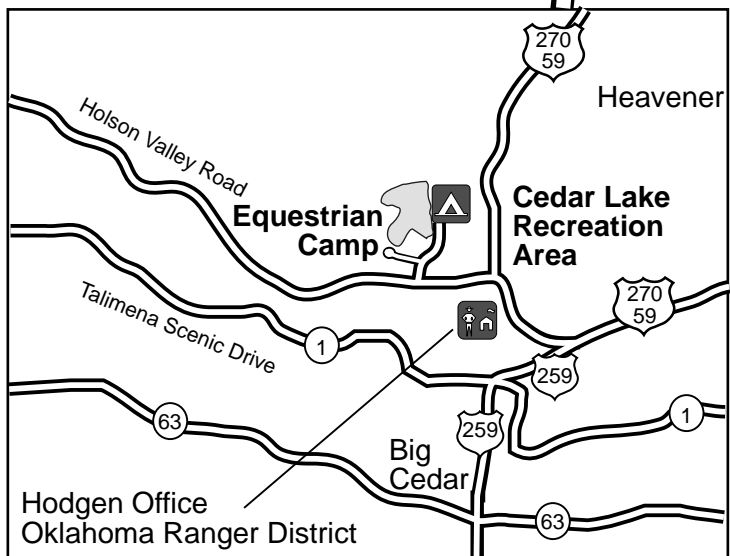 270
59
Heavener
Holson Valley Road
Equestrian
Camp
Cedar Lake
Recreation
Area
270
59
Talimena Scenic Drive
1
259
63
259
1
Big
Cedar
Hodgen Office
Oklahoma Ranger District
63